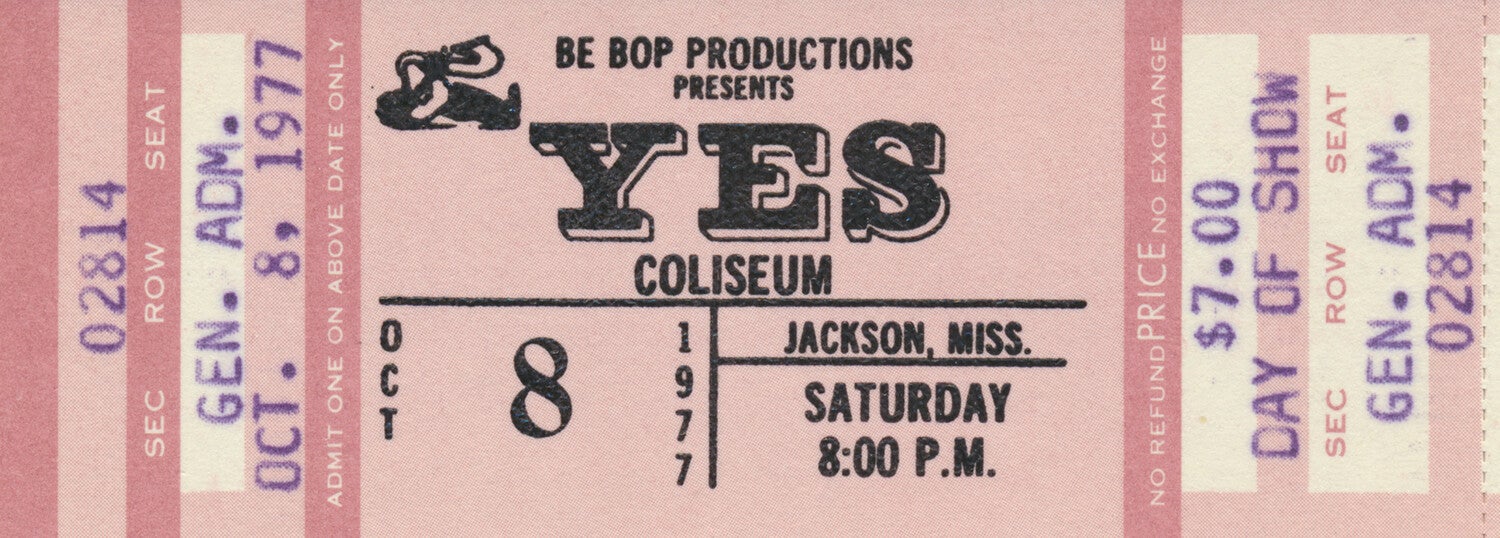 02814
SEC ROW SEAT
GEN. ADM.
OCT. 8, 1977
ADMIT ONE ON ABOVE DATE ONLY
BE BOP PRODUCTIONS
PRESENTS
YES
COLISEUM
OCT
8
1977
JACKSON, MISS.
SATURDAY
8:00 P.M.
NO REFUND PRICE NO EXCHANGE
$7.00
DAY OF SHOW
SEC ROW SEAT
GEN. ADM.
02814